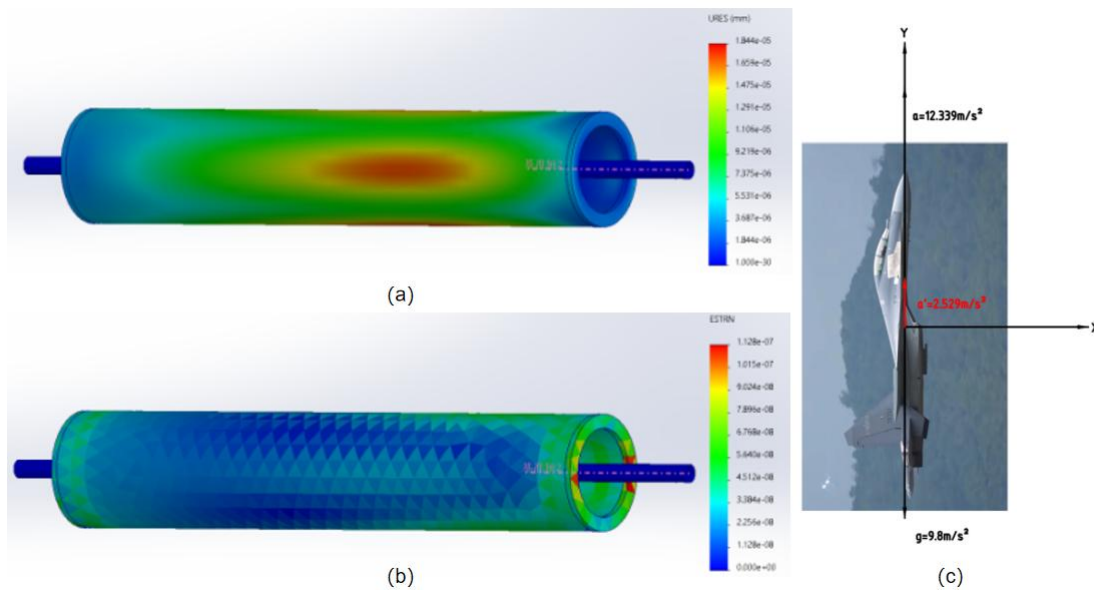 URES (mm)
1.844e-05
1.659e-05
1.475e-05
1.291e-05
1.106e-05
9.219e-06
7.375e-06
5.531e-06
3.687e-06
1.844e-06
1.000e-30
(a)
ESTRN
1.128e-07
1.015e-07
9.024e-08
7.896e-08
6.768e-08
5.640e-08
4.512e-08
3.384e-08
2.256e-08
1.128e-08
0.000e+00
(b)
Y
a=12.339m/s²
a'=2.529m/s²
X
g=9.8m/s²
(c)